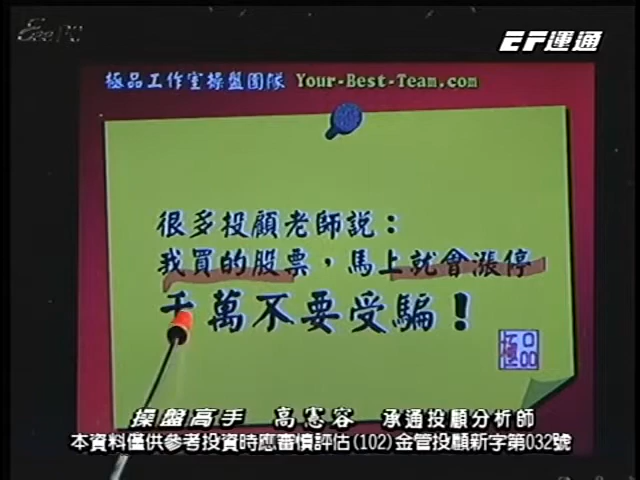 Eee PC
EF運通
極品工作室操盤團隊 Your-Best-Team.com
很多投顧老師說：
我買的股票，馬上就會漲停
千萬不要受騙！
極品
操盤高手 高憲容 承通投顧分析師
本資料僅供參考投資時應審慎評估(102)金管投顧新字第032號